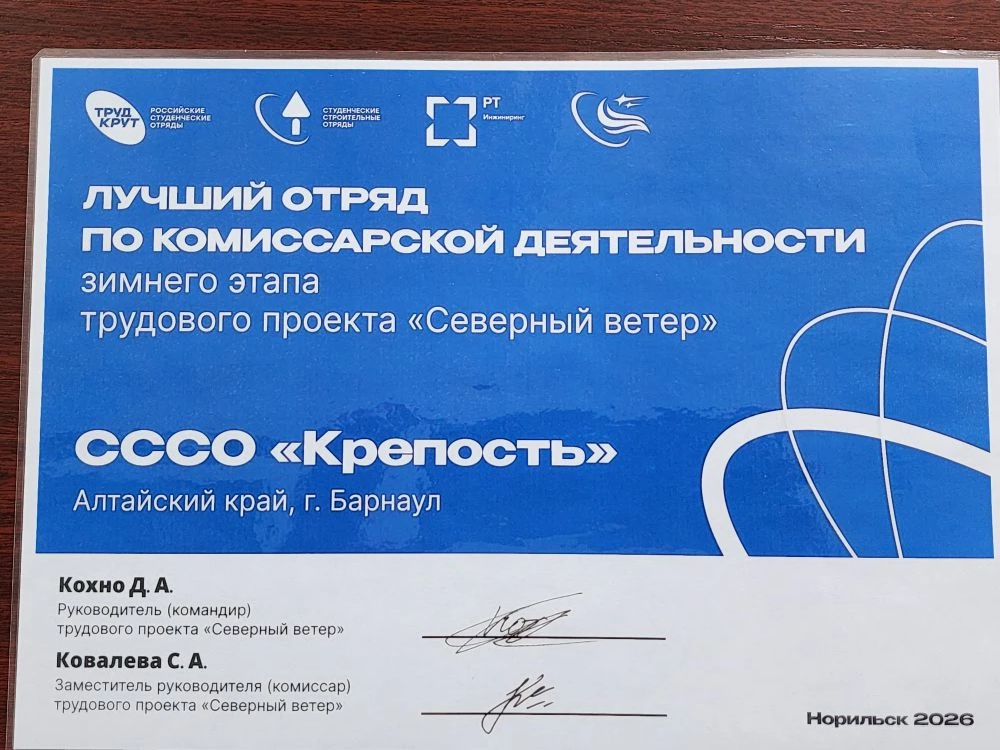 ТРУД
КРУТ
РОССИЙСКИЕ
СТУДЕНЧЕСКИЕ
ОТРЯДЫ
СТУДЕНЧЕСКИЕ
СТРОИТЕЛЬНЫЕ
ОТРЯДЫ
РТ
Инжиниринг
ЛУЧШИЙ ОТРЯД
ПО КОМИССАРСКОЙ ДЕЯТЕЛЬНОСТИ
зимнего этапа
трудового проекта «Северный ветер»
СССО «Крепость»
Алтайский край, г. Барнаул
Кохно Д. А.
Руководитель (командир)
трудового проекта «Северный ветер»
Ковалева С. А.
Заместитель руководителя (комиссар)
трудового проекта «Северный ветер»
Норильск 2026